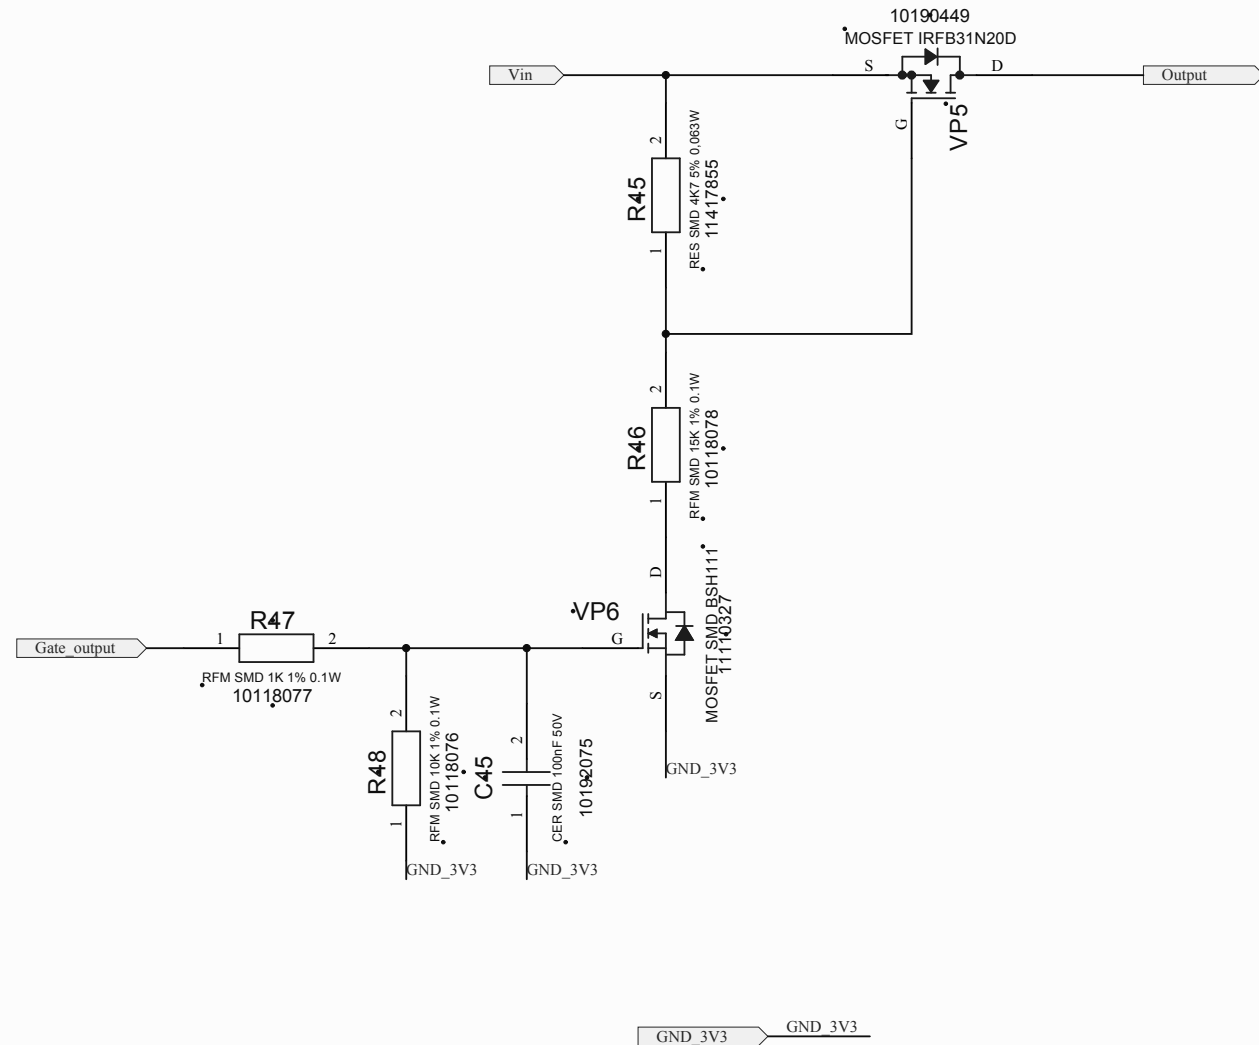 10190449
MOSFET IRFB31N20D
Vin
S
D
Output
G
VP5
2
R45
1
RES SMD 4K7 5% 0,063W
11417855
2
R46
1
RFM SMD 15K 1% 0.1W
10118078
D
VP6
G
S
MOSFET SMD BSH111
11110327
GND_3V3
Gate_output
1
R47
2
RFM SMD 1K 1% 0.1W
10118077
2
R48
1
RFM SMD 10K 1% 0.1W
10118076
GND_3V3
2
C45
1
CER SMD 100nF 50V
10192075
GND_3V3
GND_3V3
GND_3V3